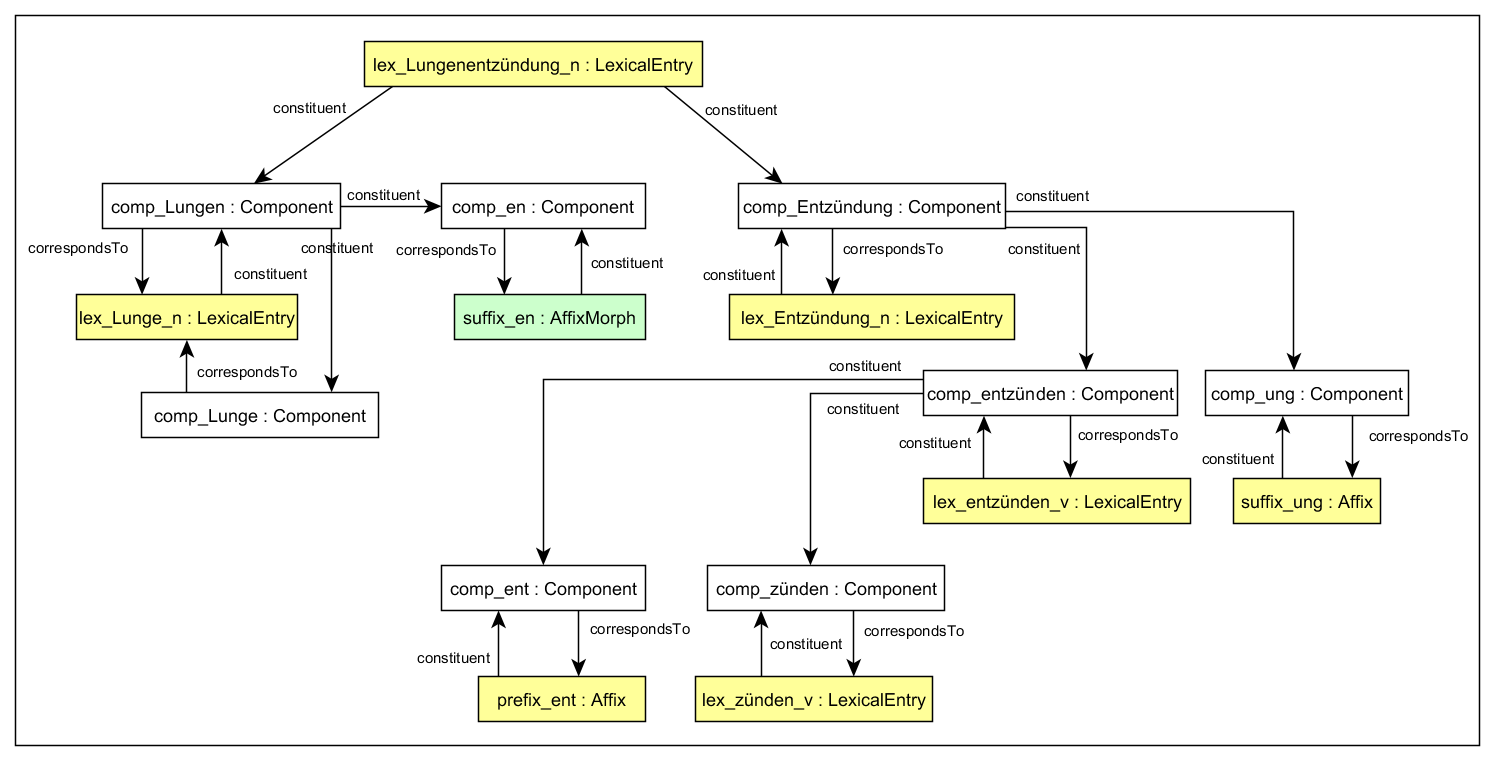 lex_Lungenentzündung_n : LexicalEntry
constituent
constituent
comp_Lungen : Component
constituent
comp_en : Component
comp_Entzündung : Component
constituent
correspondsTo
constituent
constituent
correspondsTo
constituent
constituent
correspondsTo
constituent
lex_Lunge_n : LexicalEntry
suffix_en : AffixMorph
lex_Entzündung_n : LexicalEntry
correspondsTo
constituent
comp_Lunge : Component
comp_entzünden : Component
comp_ung : Component
constituent
constituent
correspondsTo
constituent
correspondsTo
lex_entzünden_v : LexicalEntry
suffix_ung : Affix
comp_ent : Component
comp_zünden : Component
constituent
correspondsTo
constituent
correspondsTo
prefix_ent : Affix
lex_zünden_v : LexicalEntry